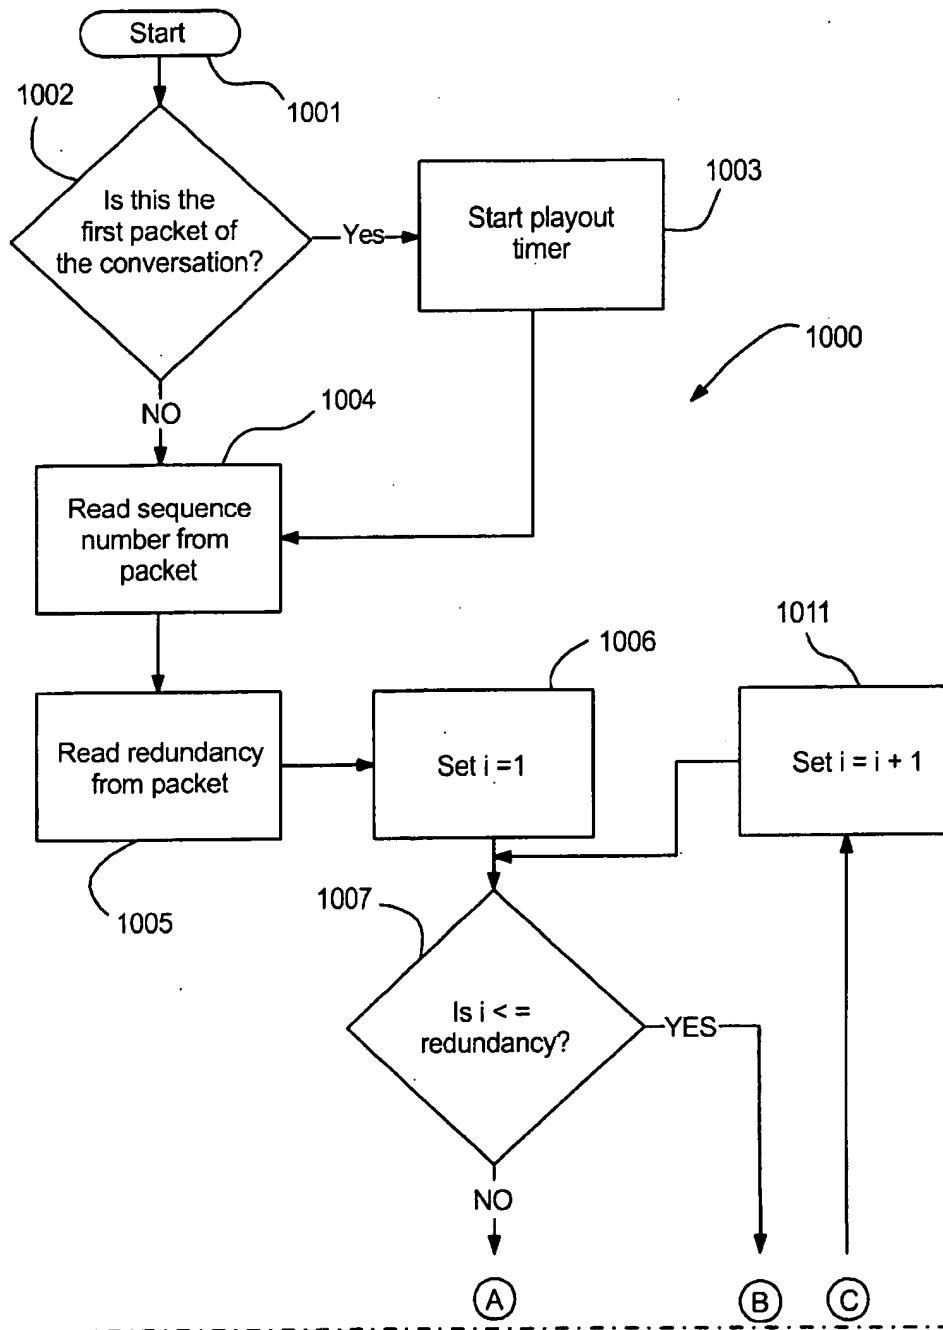 Start
1001
1002
Is this the
first packet of
the conversation?
Yes
Start playout
timer
1003
1000
NO
1004
Read sequence
number from
packet
1006
1011
Read redundancy
from packet
Set i =1
Set i = i + 1
1005
1007
Is i < =
redundancy?
YES
NO
A
B
C